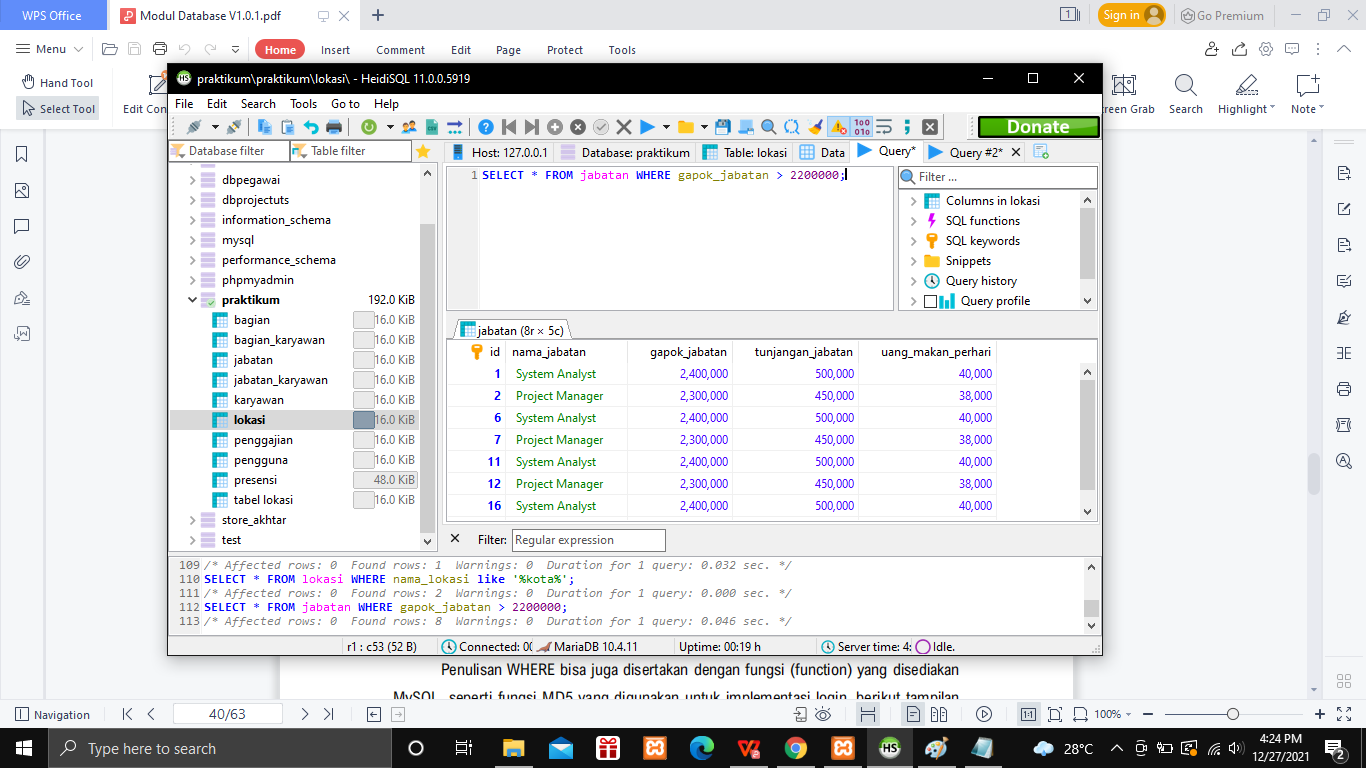 WPS Office
Modul Database V1.0.1.pdf
1
Sign in
Go Premium
Menu
Home
Insert
Comment
Edit
Page
Protect
Tools
Hand Tool
Select Tool
Edit Con
reen Grab
Search
Highlight
Note
praktikum\praktikum\lokasi\ - HeidiSQL 11.0.0.5919
File Edit Search Tools Go to Help
Donate
Database filter
Table filter
Host: 127.0.0.1
Database: praktikum
Table: lokasi
Data
Query*
Query #2*
dbpegawai
dbprojectuts
information_schema
mysql
performance_schema
phpmyadmin
praktikum 192.0 KiB
bagian 16.0 KiB
bagian_karyawan 16.0 KiB
jabatan 16.0 KiB
jabatan_karyawan 16.0 KiB
karyawan 16.0 KiB
lokasi 16.0 KiB
penggajian 16.0 KiB
pengguna 16.0 KiB
presensi 48.0 KiB
tabel lokasi 16.0 KiB
store_akhtar
test
1 SELECT * FROM jabatan WHERE gapok_jabatan > 2200000;
Filter ...
Columns in lokasi
SQL functions
SQL keywords
Snippets
Query history
Query profile
jabatan (8r × 5c)
id nama_jabatan gapok_jabatan tunjangan_jabatan uang_makan_perhari
1 System Analyst 2,400,000 500,000 40,000
2 Project Manager 2,300,000 450,000 38,000
6 System Analyst 2,400,000 500,000 40,000
7 Project Manager 2,300,000 450,000 38,000
11 System Analyst 2,400,000 500,000 40,000
12 Project Manager 2,300,000 450,000 38,000
16 System Analyst 2,400,000 500,000 40,000
Filter: Regular expression
109 /* Affected rows: 0 Found rows: 1 Warnings: 0 Duration for 1 query: 0.032 sec. */
110 SELECT * FROM lokasi WHERE nama_lokasi like '%kota%';
111 /* Affected rows: 0 Found rows: 2 Warnings: 0 Duration for 1 query: 0.000 sec. */
112 SELECT * FROM jabatan WHERE gapok_jabatan > 2200000;
113 /* Affected rows: 0 Found rows: 8 Warnings: 0 Duration for 1 query: 0.046 sec. */
r1 : c53 (52 B)
Connected: 00
MariaDB 10.4.11
Uptime: 00:19 h
Server time: 4:
Idle.
Penulisan WHERE bisa juga disertakan dengan fungsi (function) yang disediakan
MySQL, seperti fungsi MD5 yang digunakan untuk implementasi login, berikut tampilan
Navigation
40/63
1:1
100%
Type here to search
28°C
4:24 PM
12/27/2021
2